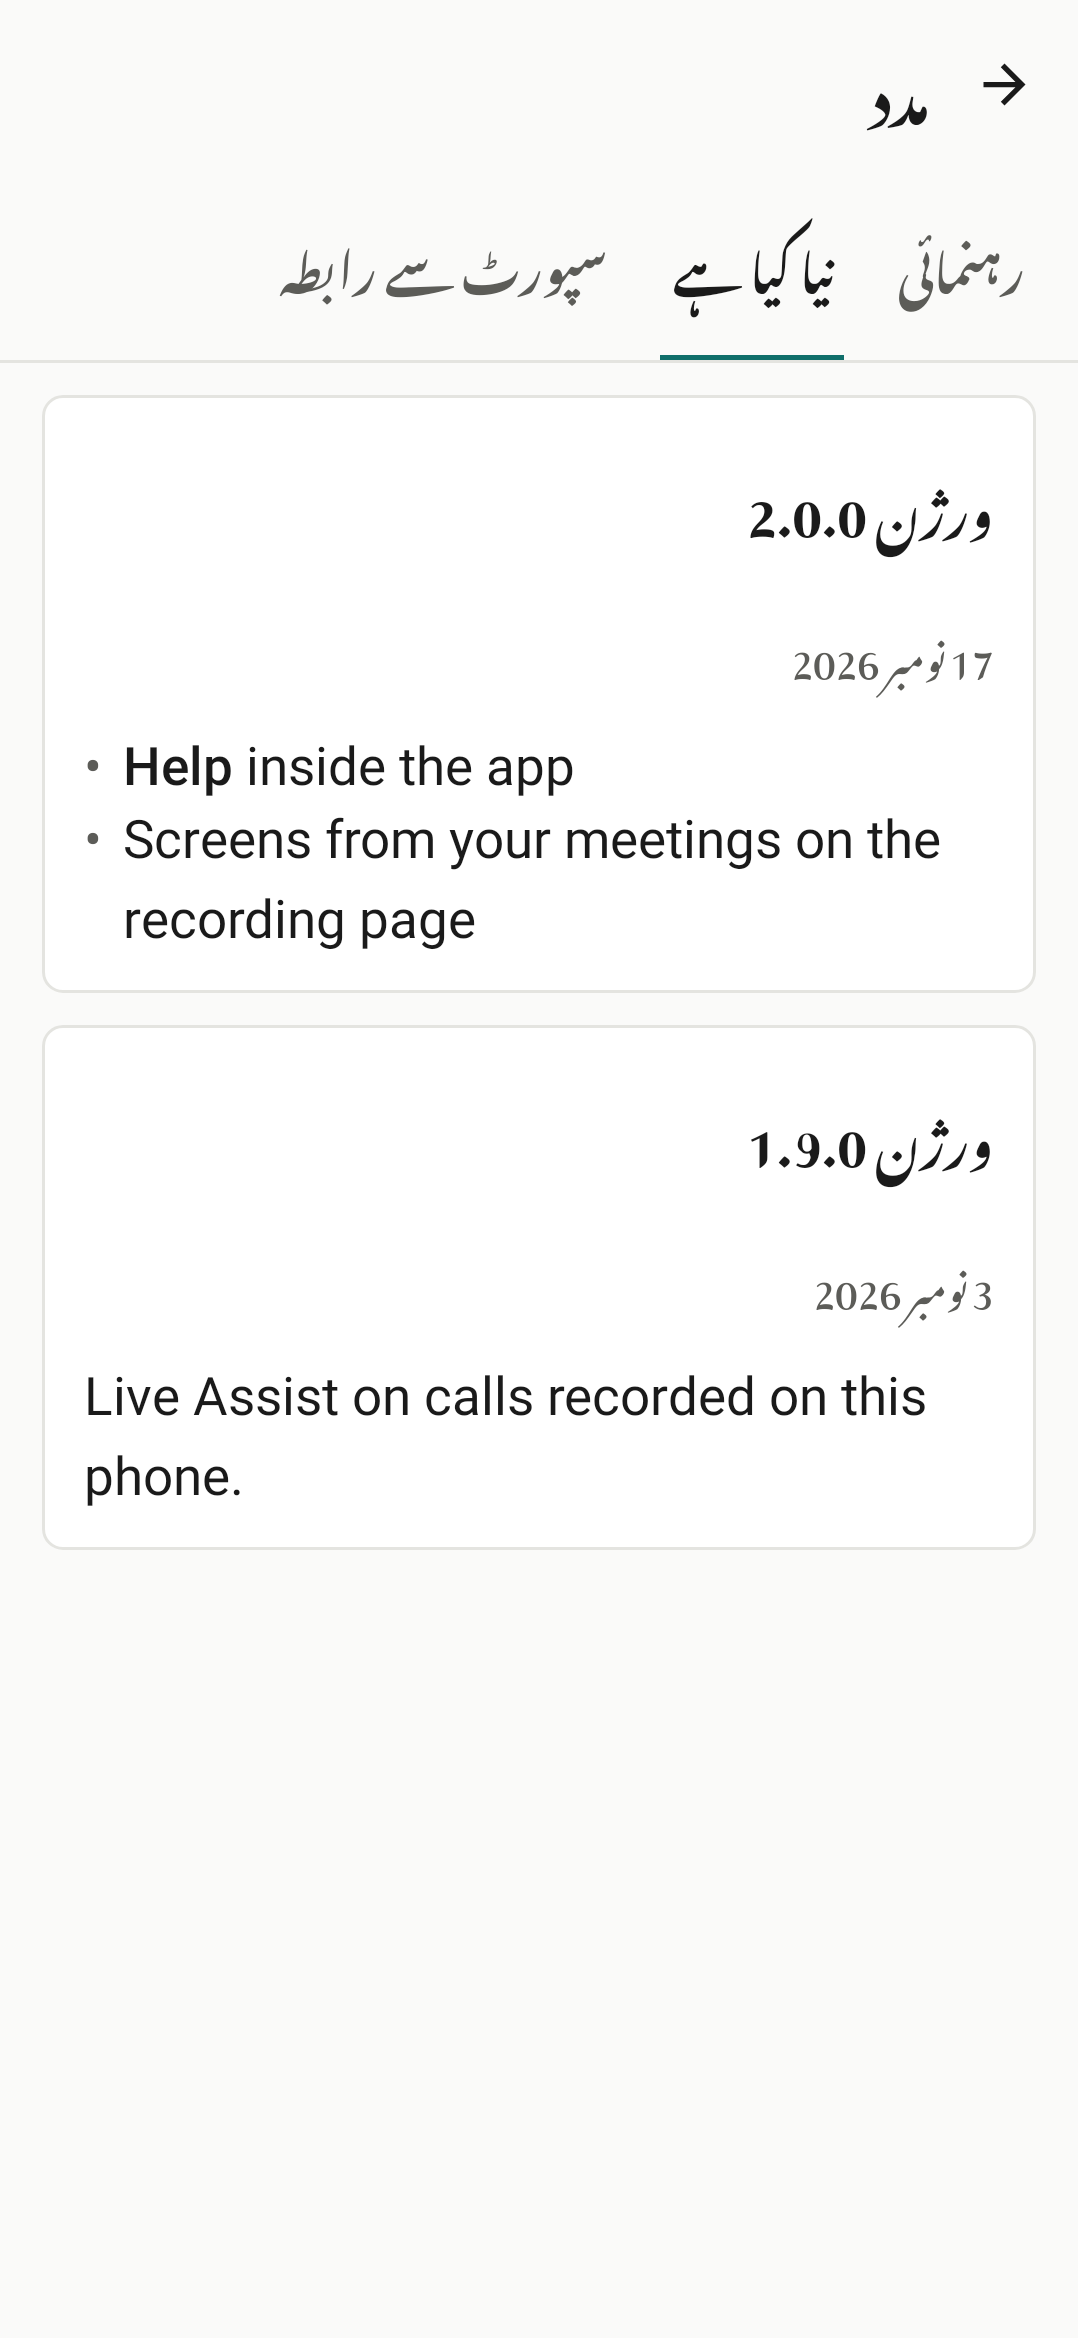 مدد
رہنمائی
نیا کیا ہے
سپورٹ سے رابطہ
ورژن 2.0.0
17 نومبر 2026
• Help inside the app
• Screens from your meetings on the
recording page
ورژن 1.9.0
3 نومبر 2026
Live Assist on calls recorded on this
phone.